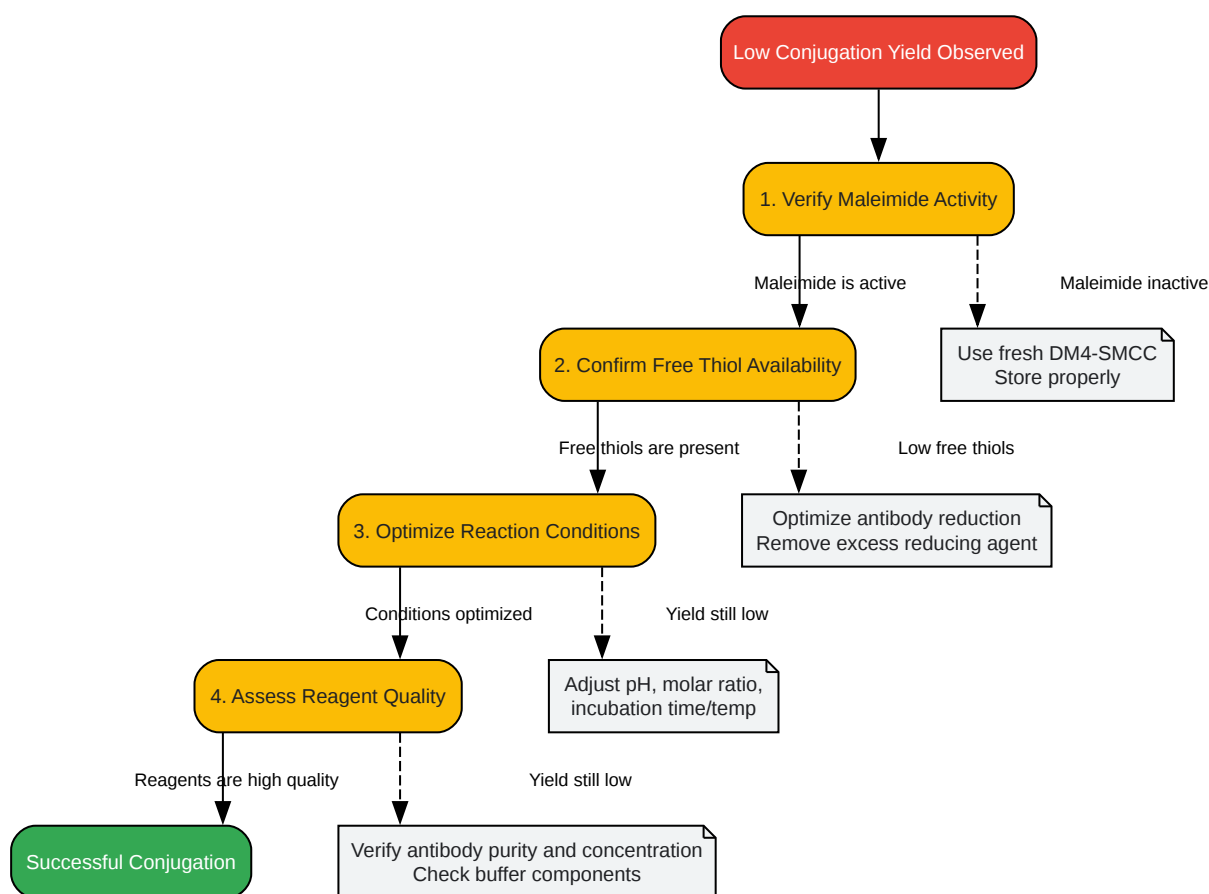 Low Conjugation Yield Observed
1. Verify Maleimide Activity
Maleimide is active
Maleimide inactive
2. Confirm Free Thiol Availability
Use fresh DM4-SMCC
Store properly
Free thiols are present
Low free thiols
3. Optimize Reaction Conditions
Optimize antibody reduction
Remove excess reducing agent
Conditions optimized
Yield still low
4. Assess Reagent Quality
Adjust pH, molar ratio,
incubation time/temp
Reagents are high quality
Yield still low
Successful Conjugation
Verify antibody purity and concentration
Check buffer components